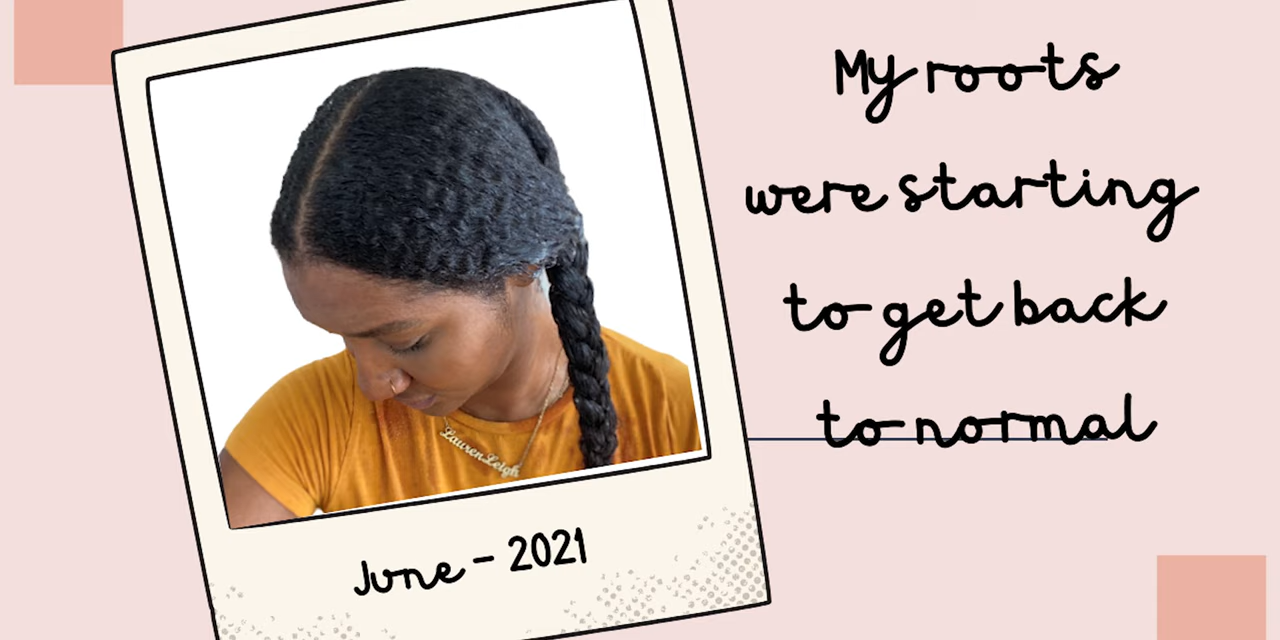 LaurenLeigh
June - 2021
My roots
were starting
to get back
to normal